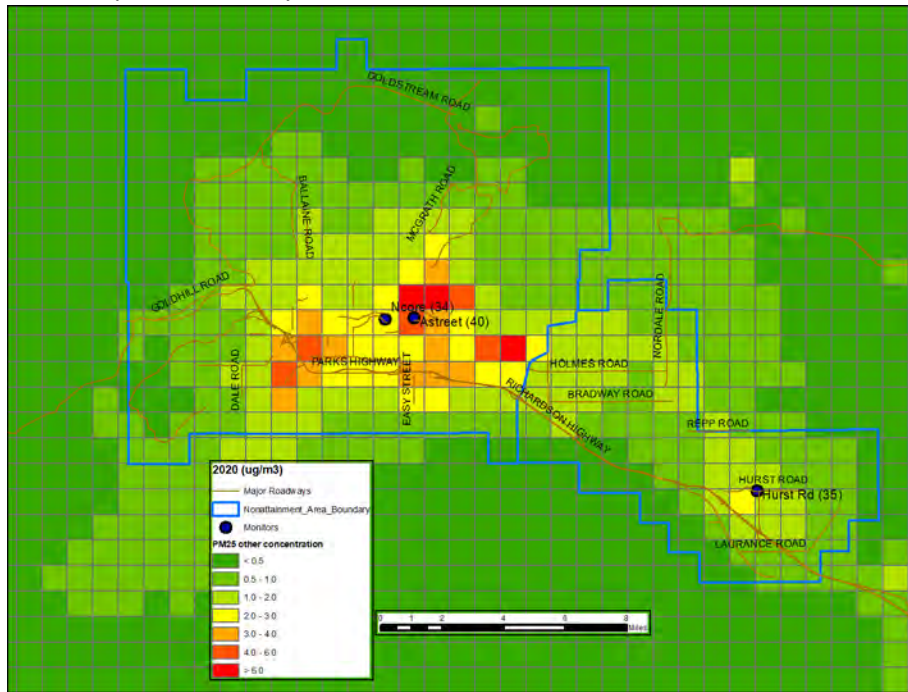 GOLDSTREAM ROAD
BALLAINE ROAD
MCGRATH ROAD
GOLDHILL ROAD
NORDALE ROAD
Ncore (34)
Astreet (40)
DALE ROAD
PARKS HIGHWAY
EASY STREET
HOLMES ROAD
BRADWAY ROAD
RICHARDSON HIGHWAY
REPP ROAD
HURST ROAD
Hurst Rd (35)
LAURANCE ROAD
2020 (ug/m3)
Major Roadways
Nonattainment_Area_Boundary
Monitors
PM25 other concentration
< 0.5
0.5 - 1.0
1.0 - 2.0
2.0 - 3.0
3.0 - 4.0
4.0 - 6.0
> 6.0
0 1 2 4 6 8
Miles